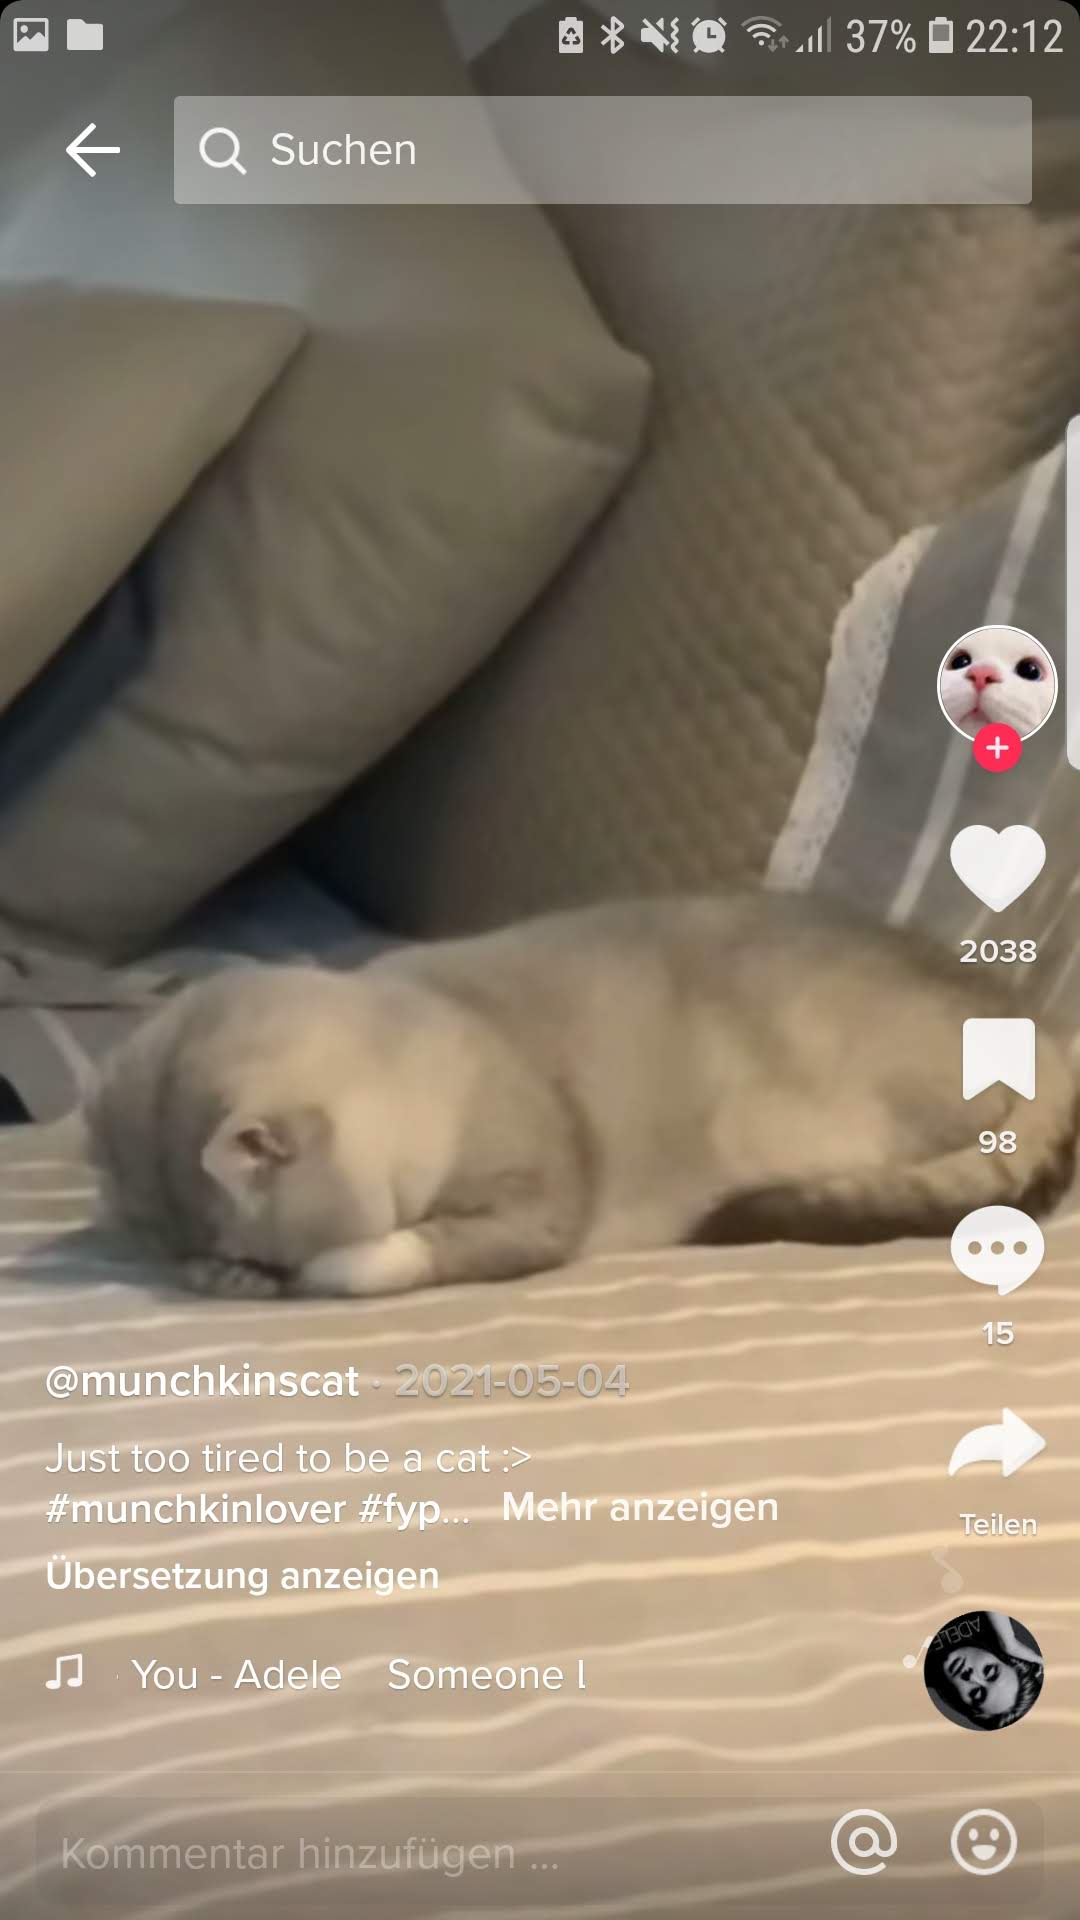 37% 22:12
Suchen
2038
98
15
@munchkinscat · 2021-05-04
Just too tired to be a cat :>
#munchkinlover #fyp... Mehr anzeigen
Teilen
Übersetzung anzeigen
ADELE
You - Adele Someone l
Kommentar hinzufügen ...